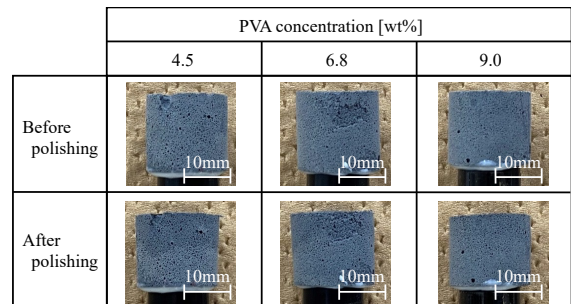 PVA concentration [wt%]
4.5 6.8 9.0
Before
polishing
10mm 10mm 10mm
After
polishing
10mm 10mm 10mm